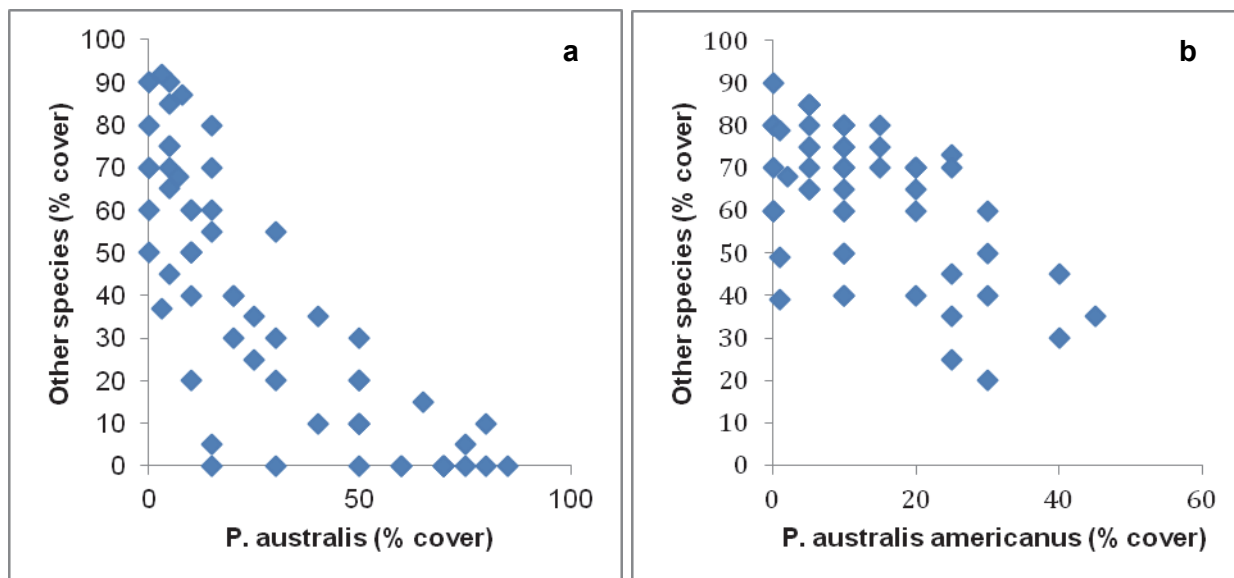 a
Other species (% cover)
100
90
80
70
60
50
40
30
20
10
0
0 50 100
P. australis (% cover)
b
Other species (% cover)
100
90
80
70
60
50
40
30
20
10
0
0 20 40 60
P. australis americanus (% cover)